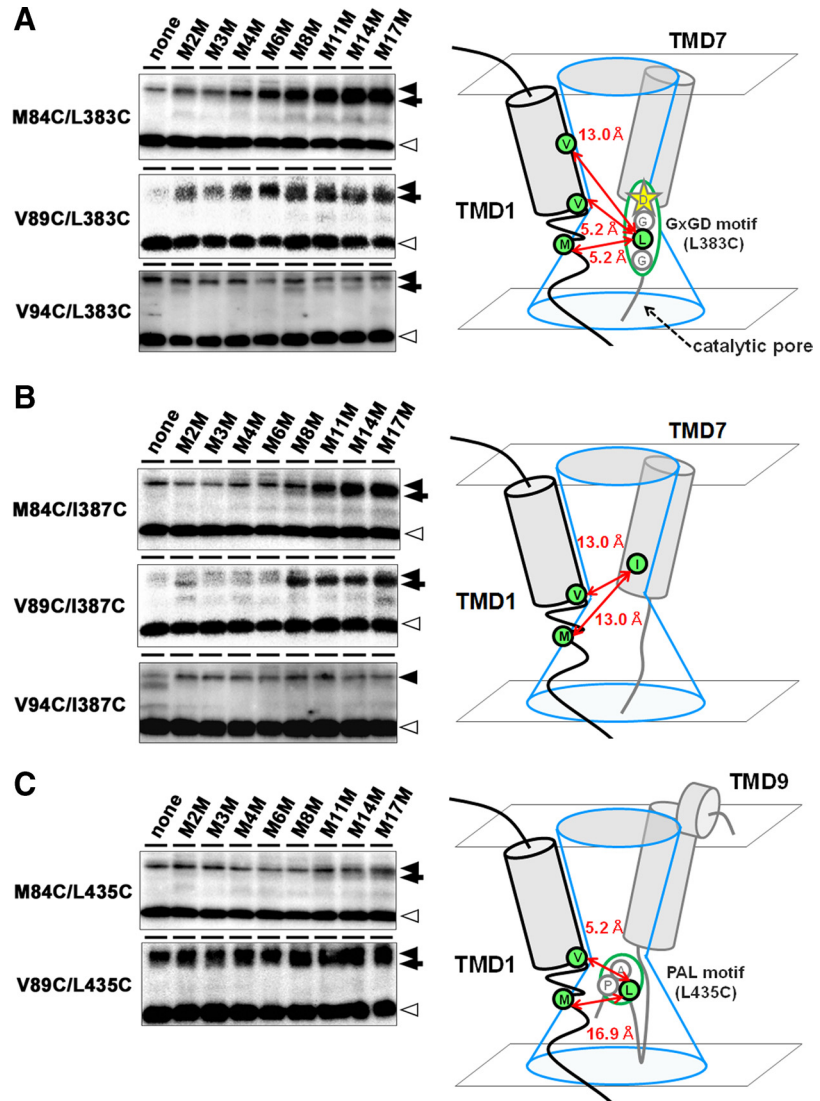 A
none M2M M3M M4M M6M M8M M11M M14M M17M
M84C/L383C
V89C/L383C
V94C/L383C
TMD7
13.0 Å
V
V
D
G
TMD1
5.2 Å
L
GxGD motif
(L383C)
M
5.2 Å
G
catalytic pore
B
none M2M M3M M4M M6M M8M M11M M14M M17M
M84C/I387C
V89C/I387C
V94C/I387C
TMD7
13.0 Å
I
TMD1
V
13.0 Å
M
C
none M2M M3M M4M M6M M8M M11M M14M M17M
M84C/L435C
V89C/L435C
TMD9
5.2 Å
TMD1
V
A
P
L
PAL motif
(L435C)
M
16.9 Å